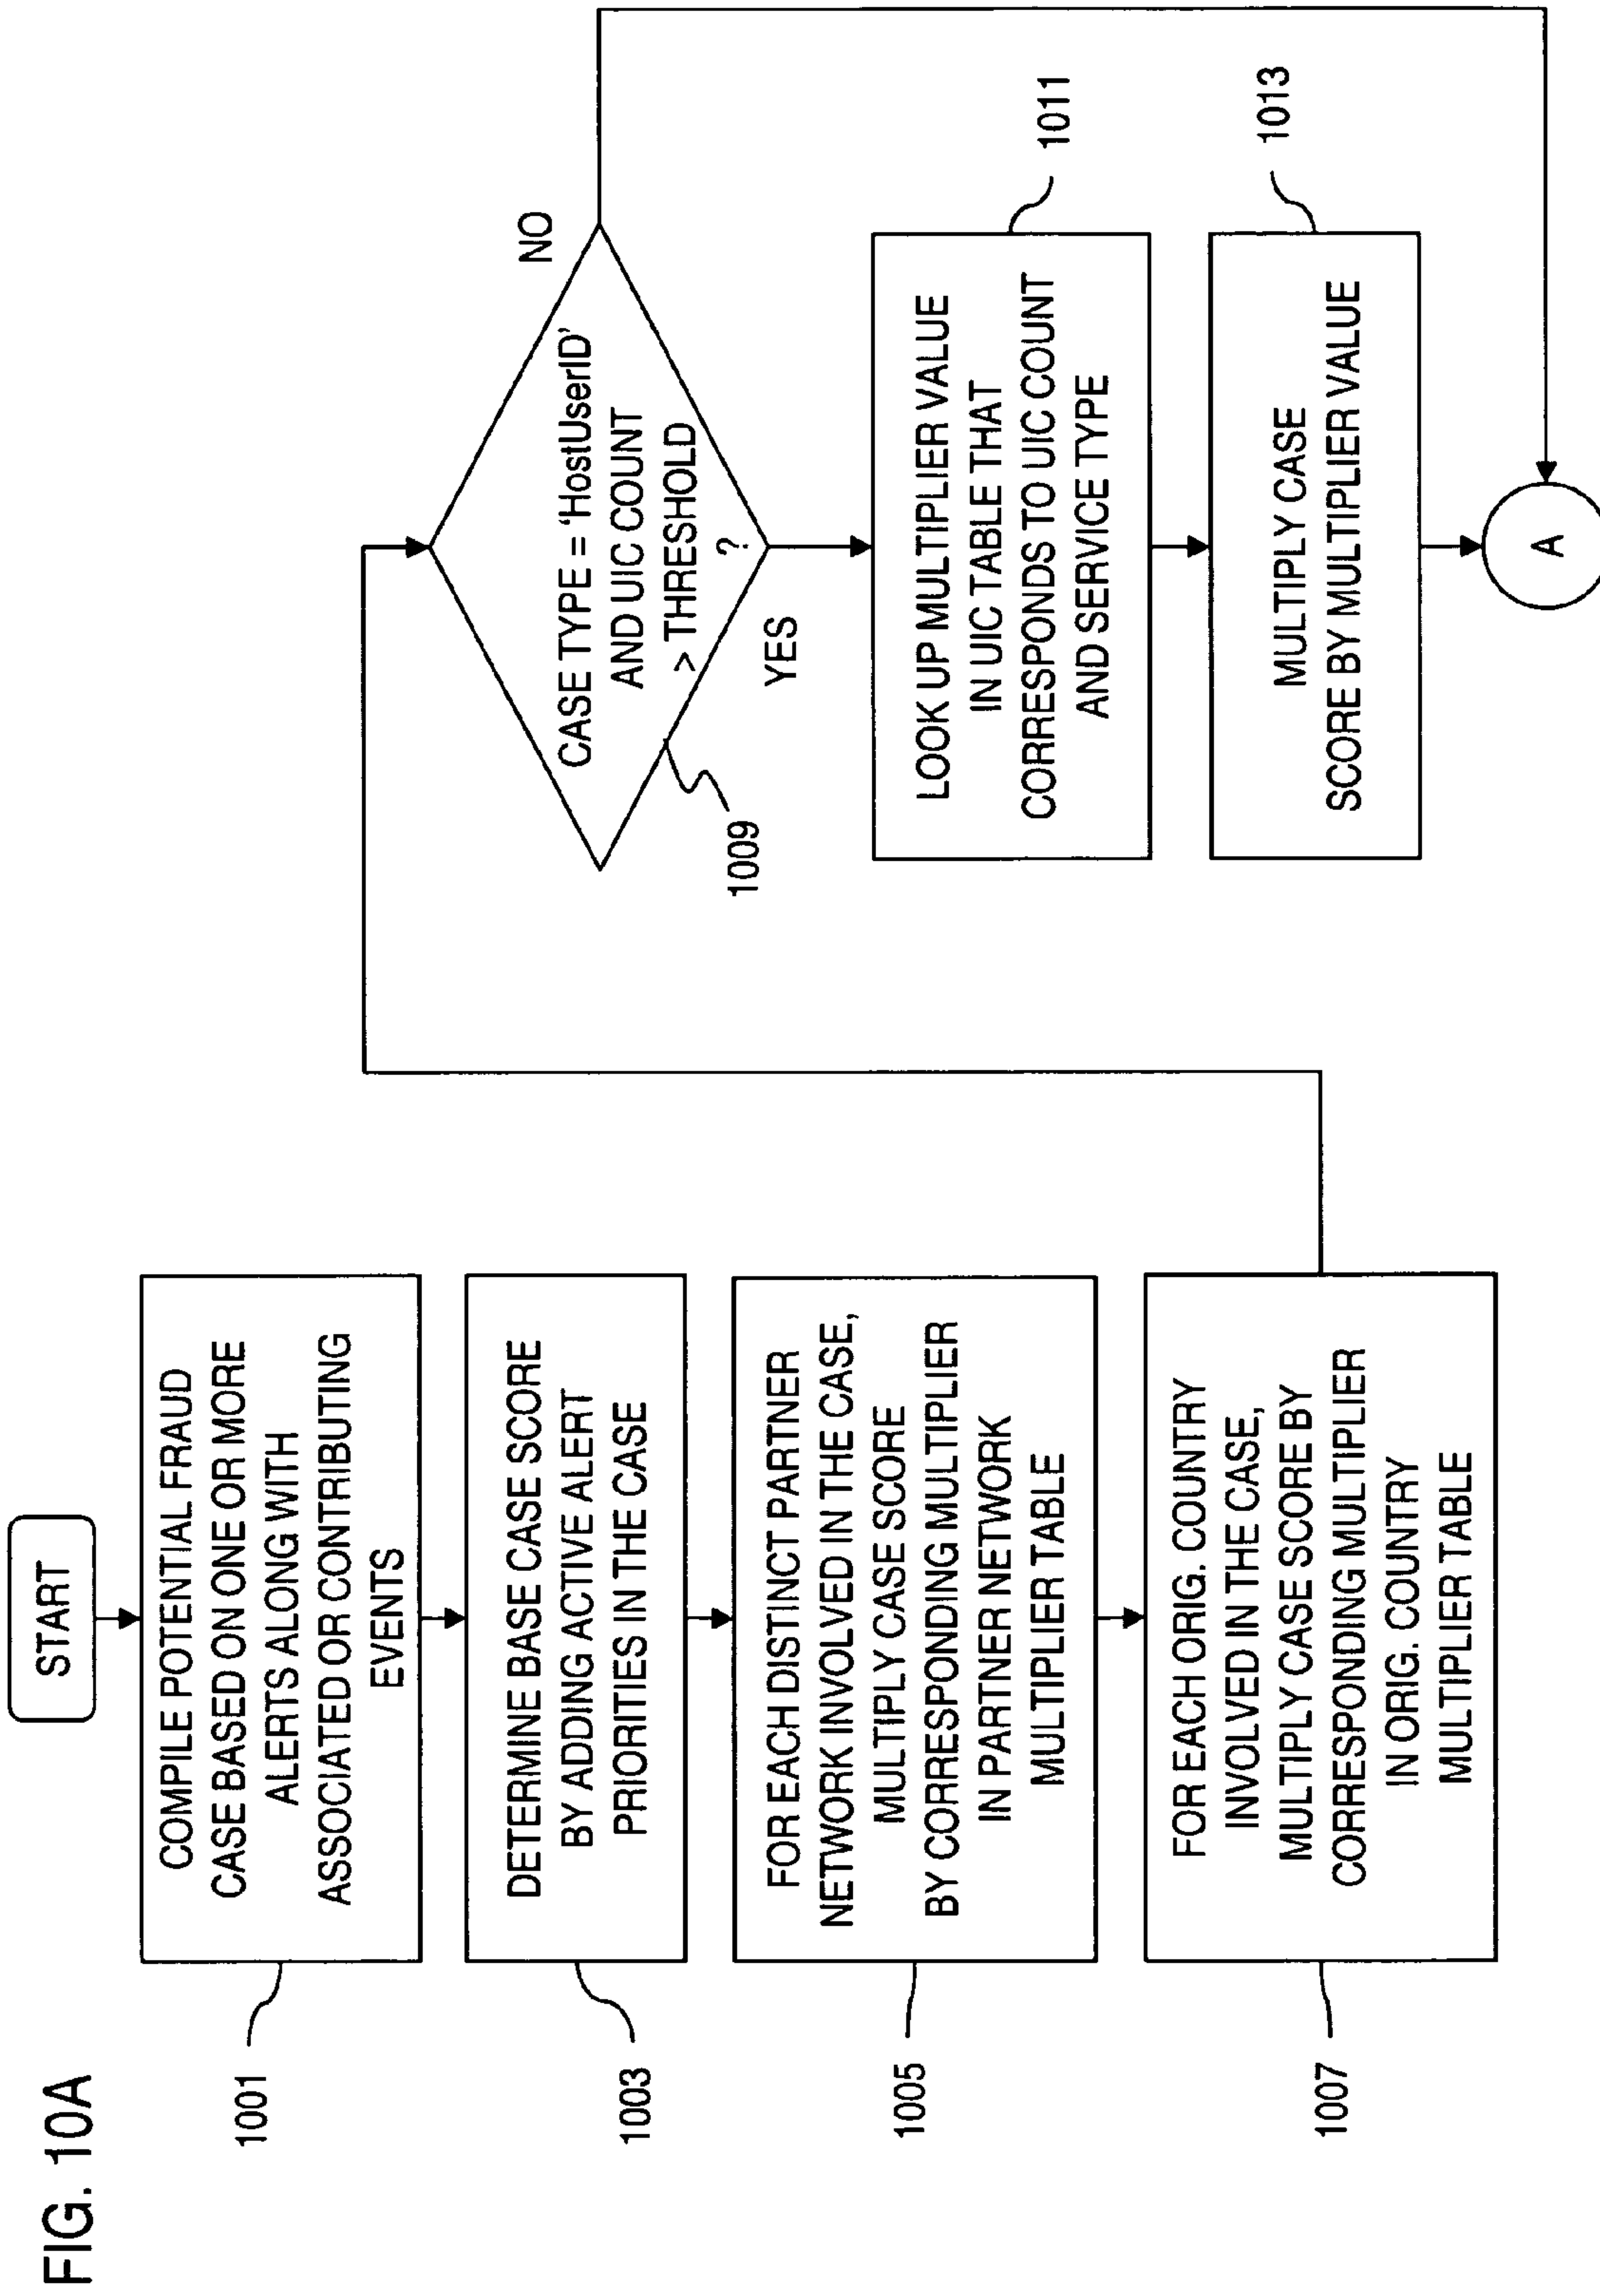 FIG. 10A
START
COMPILE POTENTIAL FRAUD
CASE BASED ON ONE OR MORE
ALERTS ALONG WITH
ASSOCIATED OR CONTRIBUTING
EVENTS
1001
DETERMINE BASE CASE SCORE
BY ADDING ACTIVE ALERT
PRIORITIES IN THE CASE
1003
FOR EACH DISTINCT PARTNER
NETWORK INVOLVED IN THE CASE,
MULTIPLY CASE SCORE
BY CORRESPONDING MULTIPLIER
IN PARTNER NETWORK
MULTIPLIER TABLE
1005
FOR EACH ORIG. COUNTRY
INVOLVED IN THE CASE,
MULTIPLY CASE SCORE BY
CORRESPONDING MULTIPLIER
IN ORIG. COUNTRY
MULTIPLIER TABLE
1007
CASE TYPE = 'HostUserID'
AND UIC COUNT
> THRESHOLD
?
NO
YES
1009
LOOK UP MULTIPLIER VALUE
IN UIC TABLE THAT
CORRESPONDS TO UIC COUNT
AND SERVICE TYPE
1011
MULTIPLY CASE
SCORE BY MULTIPLIER VALUE
1013
A